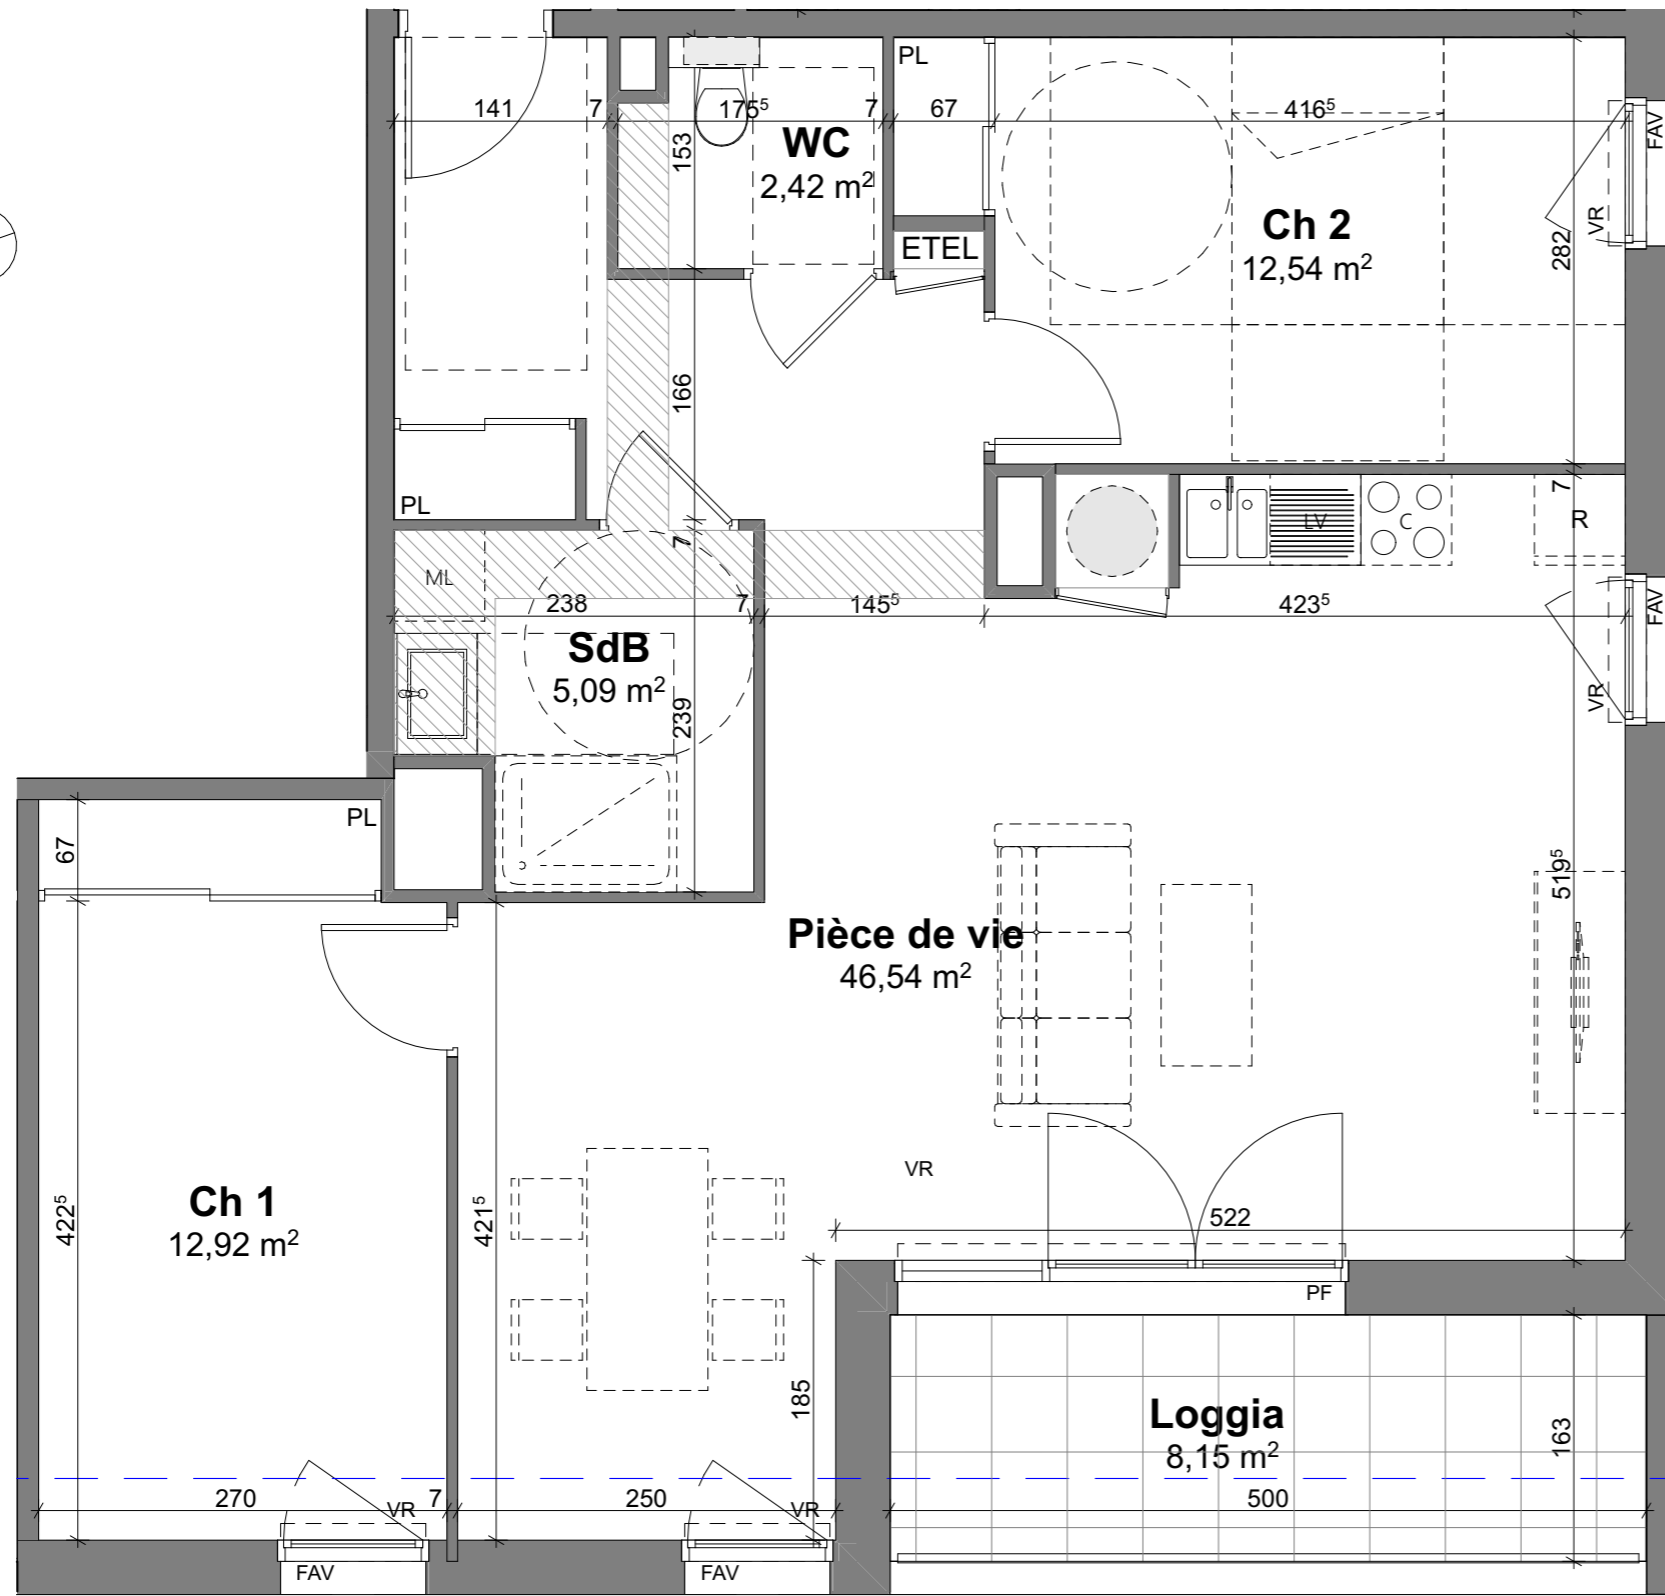 PL
141
7
175⁵
7
67
416⁵
FAV
153
WC
2,42 m²
VR
Ch 2
12,54 m²
282
ETEL
166
PL
7
R
LV
C
7
ML
238
7
145⁵
423⁵
FAV
SdB
5,09 m²
239
VR
PL
67
519⁵
Pièce de vie
46,54 m²
VR
Ch 1
12,92 m²
422⁵
421⁵
522
PF
185
Loggia
8,15 m²
163
270
7
VR
250
VR
500
FAV
FAV